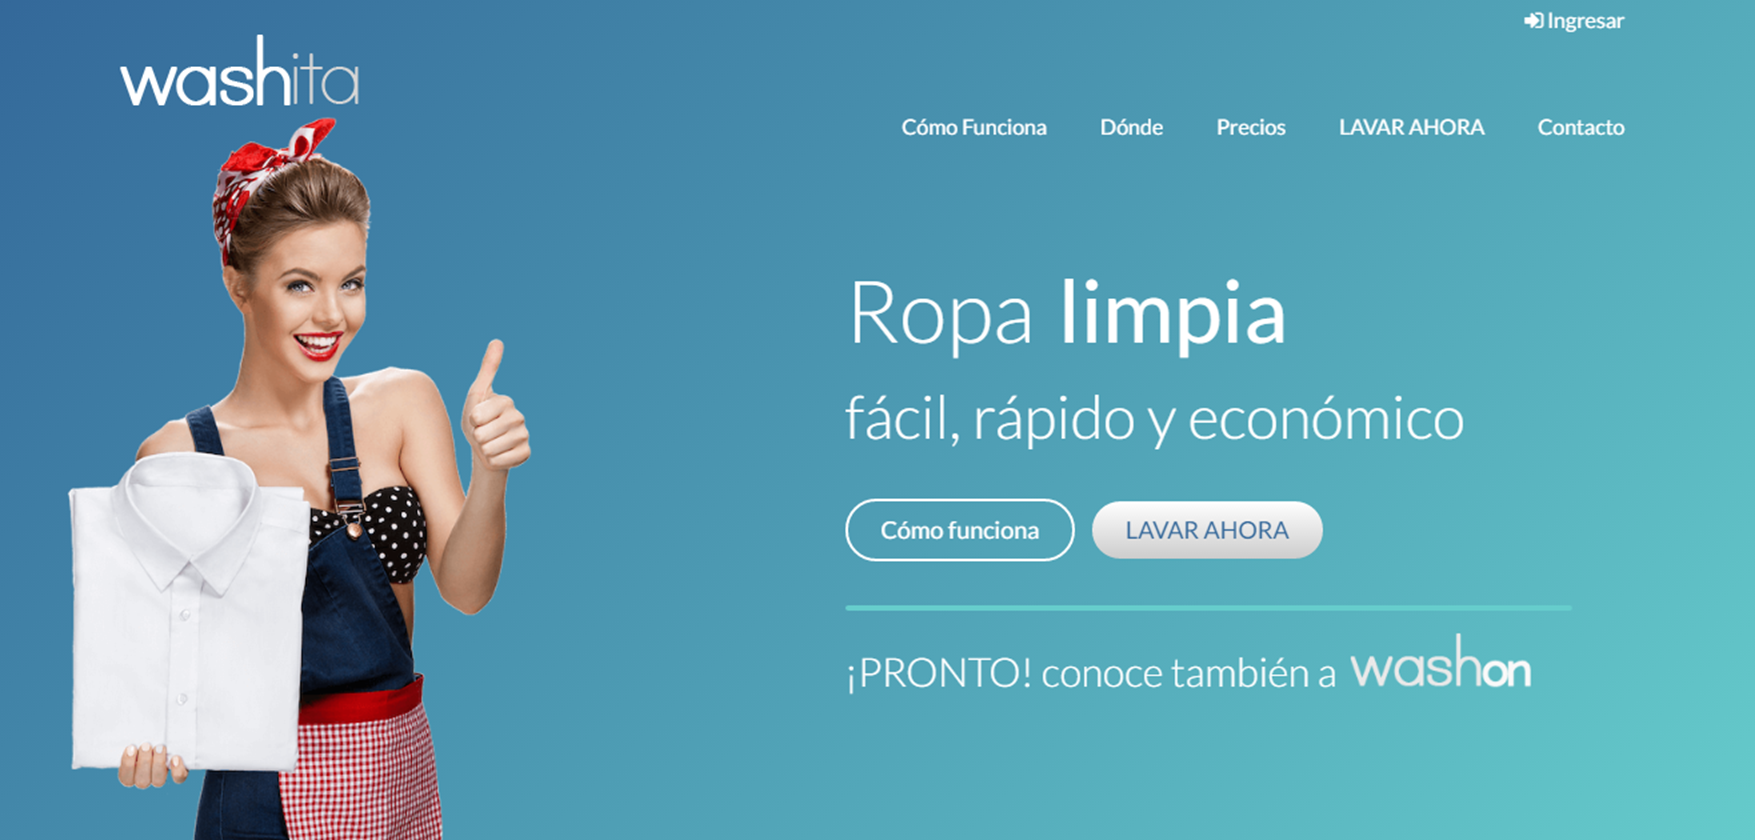 Ingresar
washita
Cómo Funciona Dónde Precios LAVAR AHORA Contacto
Ropa limpia
fácil, rápido y económico
Cómo funciona LAVAR AHORA
¡PRONTO! conoce también a washon